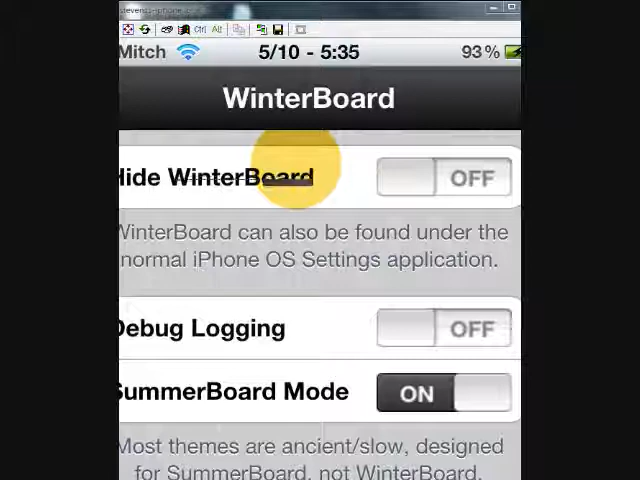 Ctrl Alt
Mitch 5/10 - 5:35 93%
WinterBoard
Hide WinterBoard OFF
WinterBoard can also be found under the
normal iPhone OS Settings application.
Debug Logging OFF
SummerBoard Mode ON
Most themes are ancient/slow, designed
for SummerBoard, not WinterBoard.